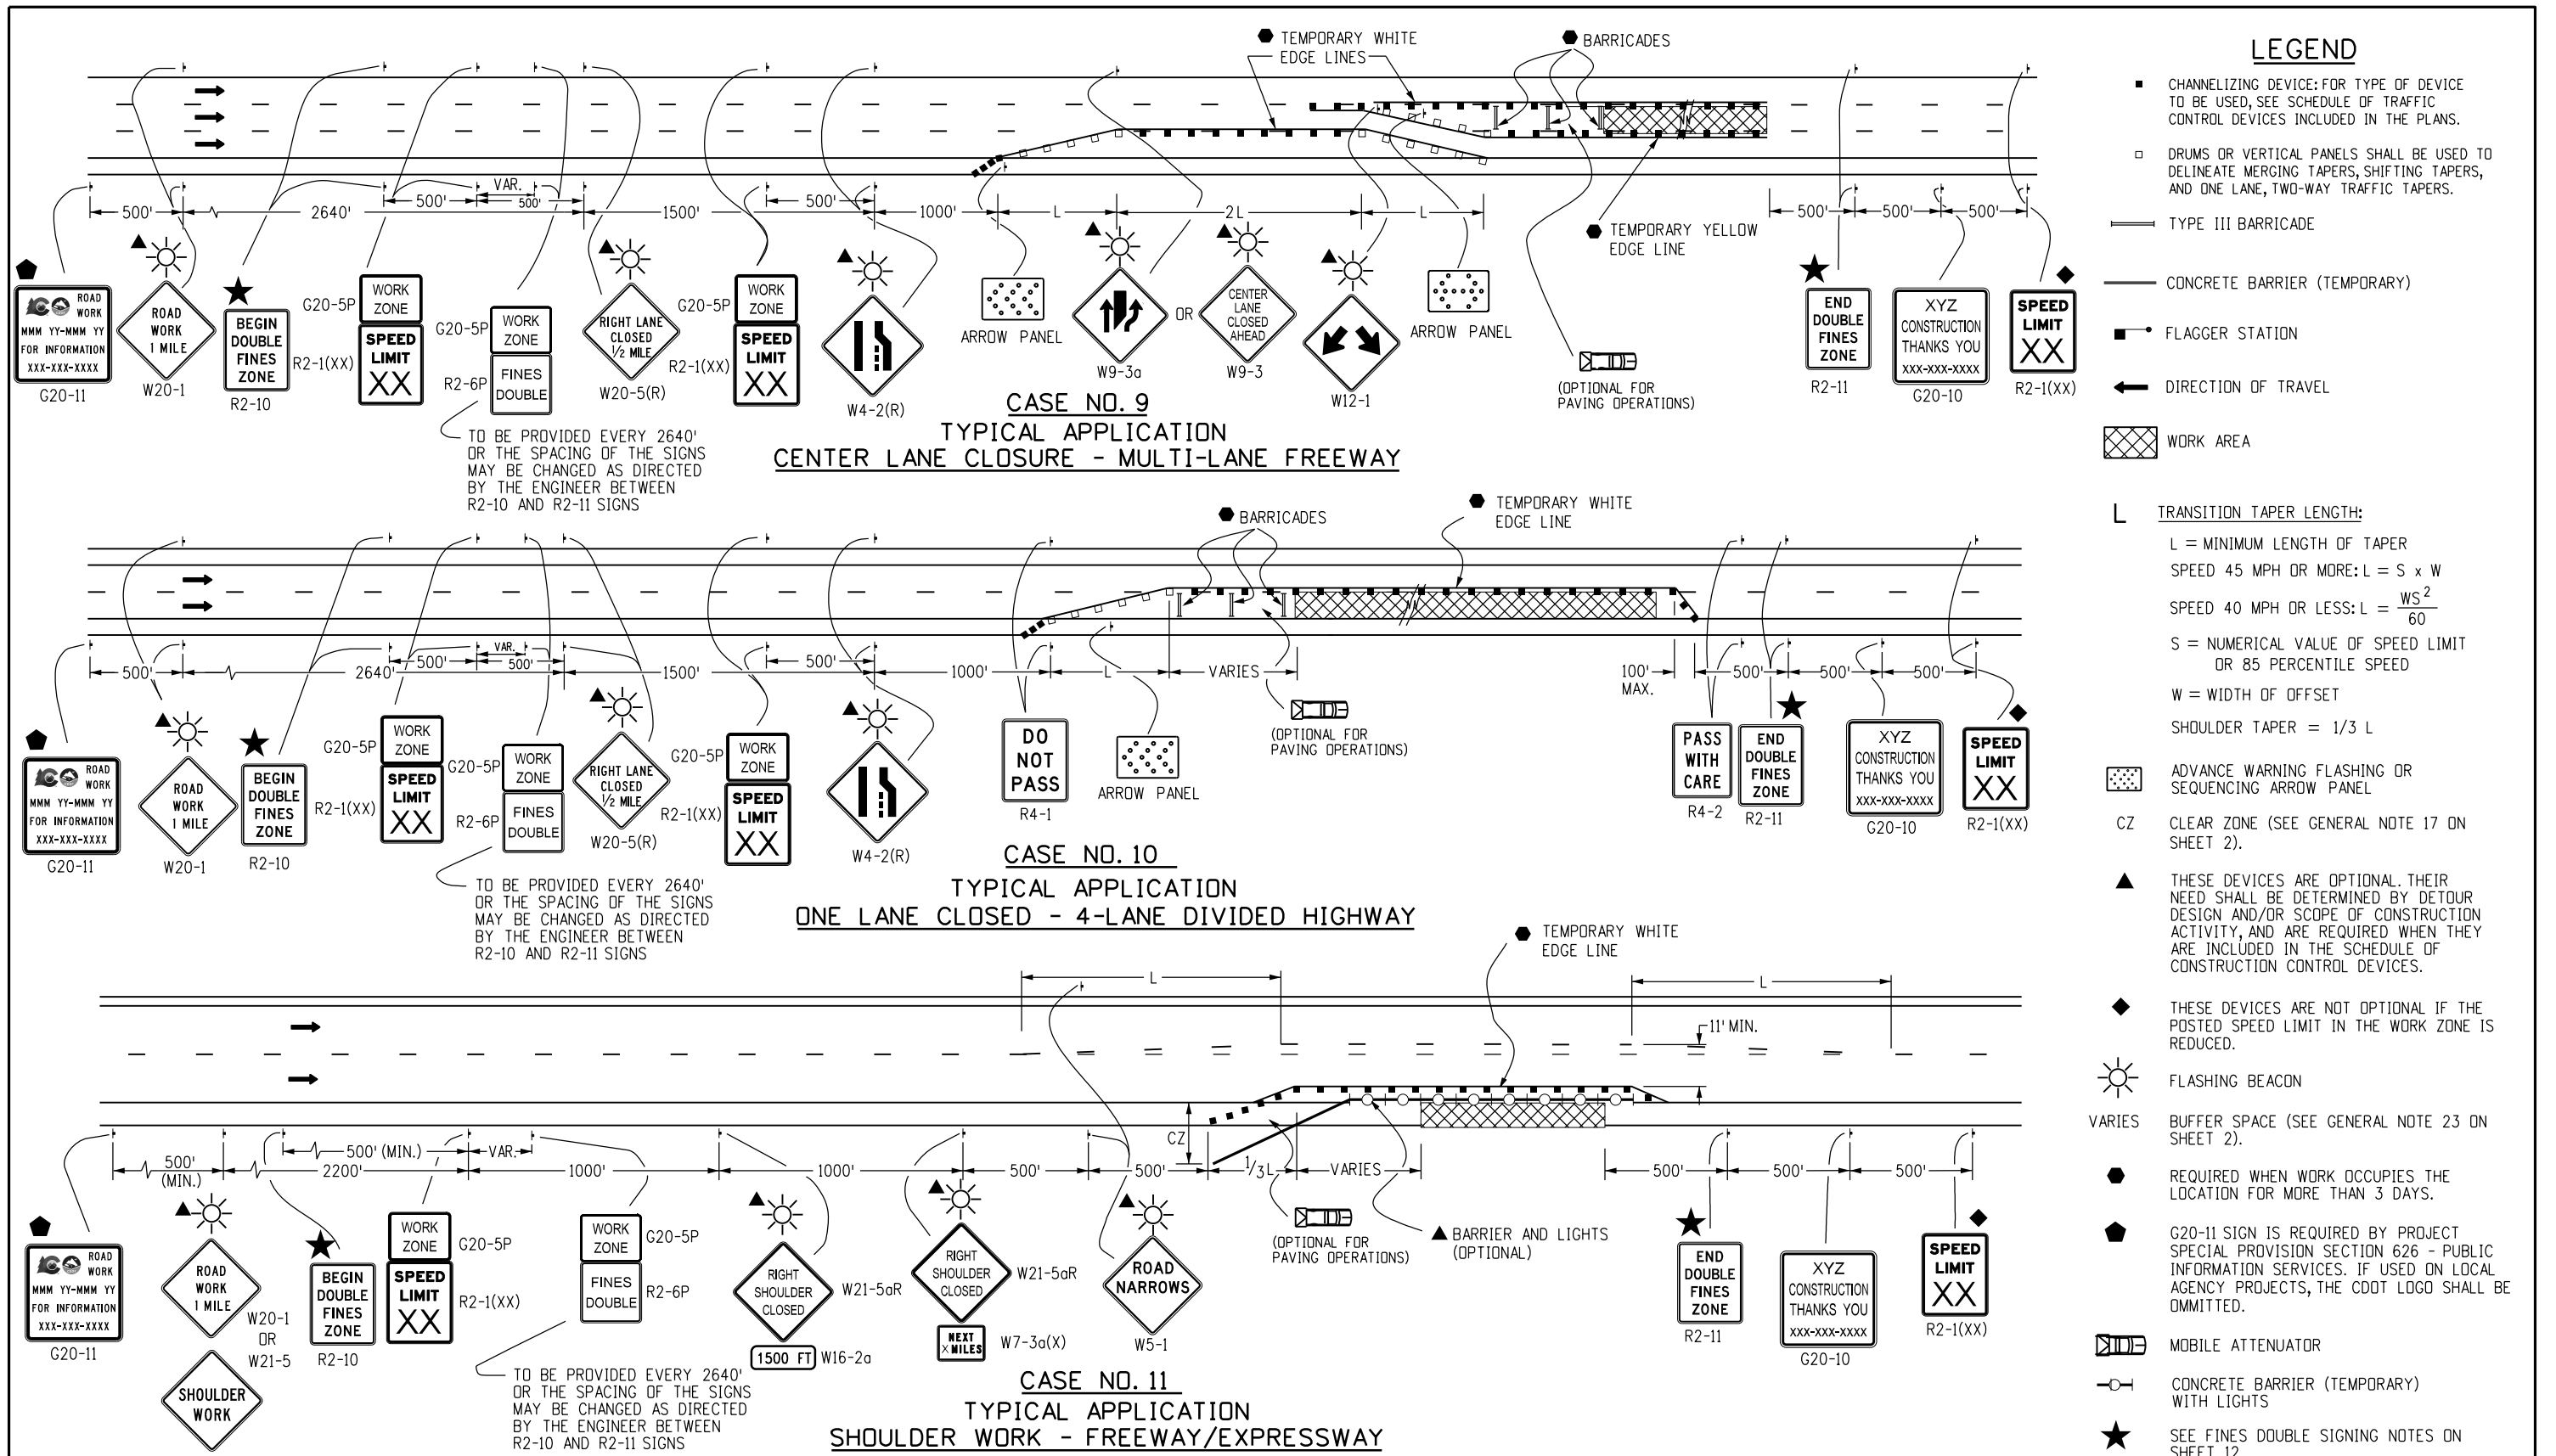 TEMPORARY WHITE
EDGE LINES
BARRICADES
VAR.
500'
2640'
500'
500'
1500'
500'
1000'
L
2L
L
500'
500'
500'
TEMPORARY YELLOW
EDGE LINE
ROAD
WORK
MMM YY-MMM YY
FOR INFORMATION
XXX-XXX-XXXX
G20-11
ROAD
WORK
1 MILE
W20-1
BEGIN
DOUBLE
FINES
ZONE
R2-10
G20-5P
WORK
ZONE
R2-1(XX)
SPEED
LIMIT
XX
G20-5P
WORK
ZONE
R2-6P
FINES
DOUBLE
RIGHT LANE
CLOSED
1/2 MILE
W20-5(R)
G20-5P
WORK
ZONE
R2-1(XX)
SPEED
LIMIT
XX
W4-2(R)
ARROW PANEL
W9-3a
OR
CENTER
LANE
CLOSED
AHEAD
W9-3
W12-1
ARROW PANEL
(OPTIONAL FOR
PAVING OPERATIONS)
END
DOUBLE
FINES
ZONE
R2-11
XYZ
CONSTRUCTION
THANKS YOU
XXX-XXX-XXXX
G20-10
SPEED
LIMIT
XX
R2-1(XX)
TO BE PROVIDED EVERY 2640'
OR THE SPACING OF THE SIGNS
MAY BE CHANGED AS DIRECTED
BY THE ENGINEER BETWEEN
R2-10 AND R2-11 SIGNS
CASE NO. 9
TYPICAL APPLICATION
CENTER LANE CLOSURE - MULTI-LANE FREEWAY
BARRICADES
TEMPORARY WHITE
EDGE LINE
VAR.
500'
2640'
500'
500'
1500'
500'
1000'
L
VARIES
100'
MAX.
500'
500'
500'
ROAD
WORK
MMM YY-MMM YY
FOR INFORMATION
XXX-XXX-XXXX
G20-11
ROAD
WORK
1 MILE
W20-1
BEGIN
DOUBLE
FINES
ZONE
R2-10
G20-5P
WORK
ZONE
R2-1(XX)
SPEED
LIMIT
XX
G20-5P
WORK
ZONE
R2-6P
FINES
DOUBLE
RIGHT LANE
CLOSED
1/2 MILE
W20-5(R)
G20-5P
WORK
ZONE
R2-1(XX)
SPEED
LIMIT
XX
W4-2(R)
DO
NOT
PASS
R4-1
ARROW PANEL
(OPTIONAL FOR
PAVING OPERATIONS)
PASS
WITH
CARE
R4-2
END
DOUBLE
FINES
ZONE
R2-11
XYZ
CONSTRUCTION
THANKS YOU
XXX-XXX-XXXX
G20-10
SPEED
LIMIT
XX
R2-1(XX)
TO BE PROVIDED EVERY 2640'
OR THE SPACING OF THE SIGNS
MAY BE CHANGED AS DIRECTED
BY THE ENGINEER BETWEEN
R2-10 AND R2-11 SIGNS
CASE NO. 10
TYPICAL APPLICATION
ONE LANE CLOSED - 4-LANE DIVIDED HIGHWAY
TEMPORARY WHITE
EDGE LINE
L
L
11' MIN.
CZ
500'
(MIN.)
500' (MIN.)
2200'
VAR.
1000'
1000'
500'
500'
1/3 L
VARIES
500'
500'
500'
ROAD
WORK
MMM YY-MMM YY
FOR INFORMATION
XXX-XXX-XXXX
G20-11
ROAD
WORK
1 MILE
W20-1
OR
W21-5
SHOULDER
WORK
BEGIN
DOUBLE
FINES
ZONE
R2-10
WORK
ZONE
G20-5P
SPEED
LIMIT
XX
R2-1(XX)
WORK
ZONE
G20-5P
FINES
DOUBLE
R2-6P
RIGHT
SHOULDER
CLOSED
W21-5aR
1500 FT
W16-2a
RIGHT
SHOULDER
CLOSED
W21-5aR
NEXT
X MILES
W7-3a(X)
ROAD
NARROWS
W5-1
(OPTIONAL FOR
PAVING OPERATIONS)
BARRIER AND LIGHTS
(OPTIONAL)
END
DOUBLE
FINES
ZONE
R2-11
XYZ
CONSTRUCTION
THANKS YOU
XXX-XXX-XXXX
G20-10
SPEED
LIMIT
XX
R2-1(XX)
TO BE PROVIDED EVERY 2640'
OR THE SPACING OF THE SIGNS
MAY BE CHANGED AS DIRECTED
BY THE ENGINEER BETWEEN
R2-10 AND R2-11 SIGNS
CASE NO. 11
TYPICAL APPLICATION
SHOULDER WORK - FREEWAY/EXPRESSWAY
LEGEND
CHANNELIZING DEVICE: FOR TYPE OF DEVICE
TO BE USED, SEE SCHEDULE OF TRAFFIC
CONTROL DEVICES INCLUDED IN THE PLANS.
DRUMS OR VERTICAL PANELS SHALL BE USED TO
DELINEATE MERGING TAPERS, SHIFTING TAPERS,
AND ONE LANE, TWO-WAY TRAFFIC TAPERS.
TYPE III BARRICADE
CONCRETE BARRIER (TEMPORARY)
FLAGGER STATION
DIRECTION OF TRAVEL
WORK AREA
L TRANSITION TAPER LENGTH:
L = MINIMUM LENGTH OF TAPER
SPEED 45 MPH OR MORE: L = S x W
SPEED 40 MPH OR LESS: L = WS²/60
S = NUMERICAL VALUE OF SPEED LIMIT
OR 85 PERCENTILE SPEED
W = WIDTH OF OFFSET
SHOULDER TAPER = 1/3 L
ADVANCE WARNING FLASHING OR
SEQUENCING ARROW PANEL
CZ CLEAR ZONE (SEE GENERAL NOTE 17 ON
SHEET 2).
THESE DEVICES ARE OPTIONAL. THEIR
NEED SHALL BE DETERMINED BY DETOUR
DESIGN AND/OR SCOPE OF CONSTRUCTION
ACTIVITY, AND ARE REQUIRED WHEN THEY
ARE INCLUDED IN THE SCHEDULE OF
CONSTRUCTION CONTROL DEVICES.
THESE DEVICES ARE NOT OPTIONAL IF THE
POSTED SPEED LIMIT IN THE WORK ZONE IS
REDUCED.
FLASHING BEACON
VARIES BUFFER SPACE (SEE GENERAL NOTE 23 ON
SHEET 2).
REQUIRED WHEN WORK OCCUPIES THE
LOCATION FOR MORE THAN 3 DAYS.
G20-11 SIGN IS REQUIRED BY PROJECT
SPECIAL PROVISION SECTION 626 - PUBLIC
INFORMATION SERVICES. IF USED ON LOCAL
AGENCY PROJECTS, THE CDOT LOGO SHALL BE
OMMITTED.
MOBILE ATTENUATOR
CONCRETE BARRIER (TEMPORARY)
WITH LIGHTS
SEE FINES DOUBLE SIGNING NOTES ON
SHEET 12